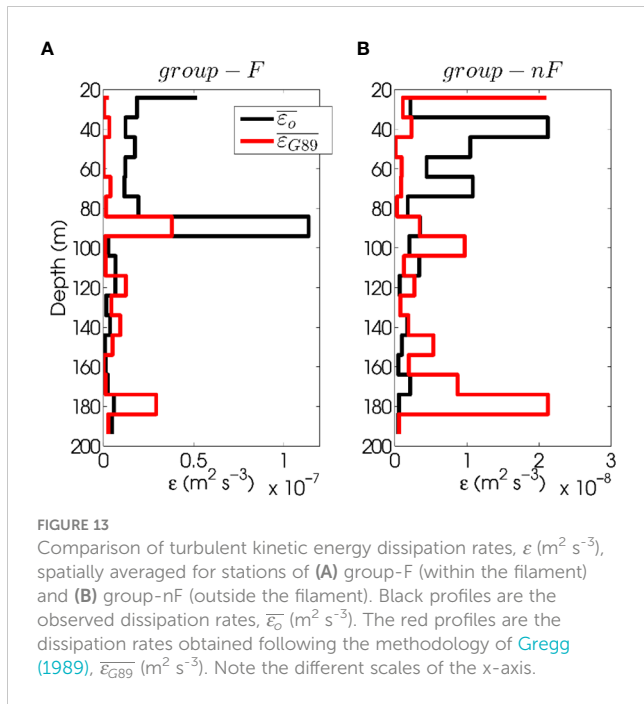 A
B
group − F
group − nF
20
40
60
80
100
120
140
160
180
200
Depth (m)
0
0.5
1
ε (m² s⁻³)
x 10⁻⁷
ε̅ₒ
ε̅_G89
20
40
60
80
100
120
140
160
180
200
0
1
2
3
ε (m² s⁻³)
x 10⁻⁸
FIGURE 13
Comparison of turbulent kinetic energy dissipation rates, ε (m² s⁻³),
spatially averaged for stations of (A) group-F (within the filament)
and (B) group-nF (outside the filament). Black profiles are the
observed dissipation rates, ε̅ₒ (m² s⁻³). The red profiles are the
dissipation rates obtained following the methodology of Gregg
(1989), ε̅_G89 (m² s⁻³). Note the different scales of the x-axis.